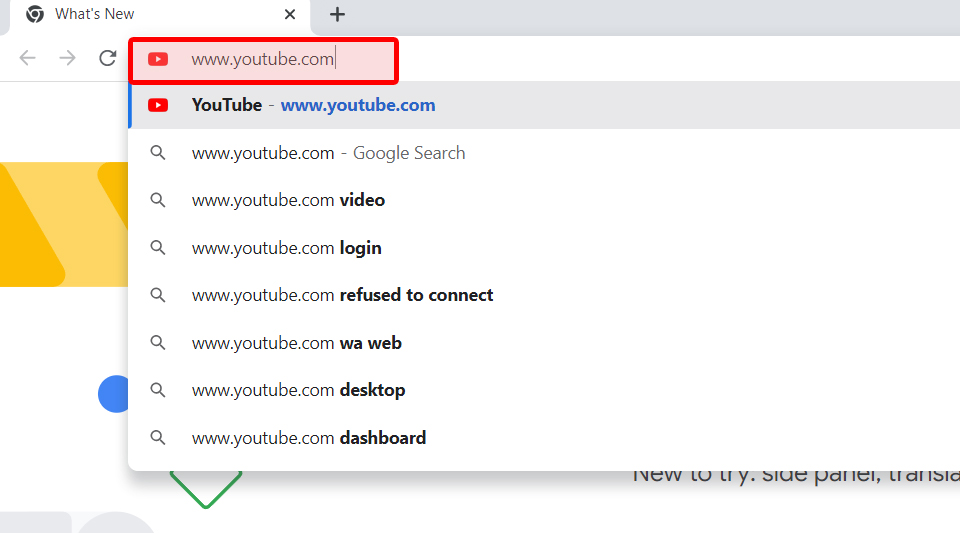 What's New
www.youtube.com
YouTube - www.youtube.com
www.youtube.com - Google Search
www.youtube.com video
www.youtube.com login
www.youtube.com refused to connect
www.youtube.com wa web
www.youtube.com desktop
www.youtube.com dashboard
New to try: side panel, transla